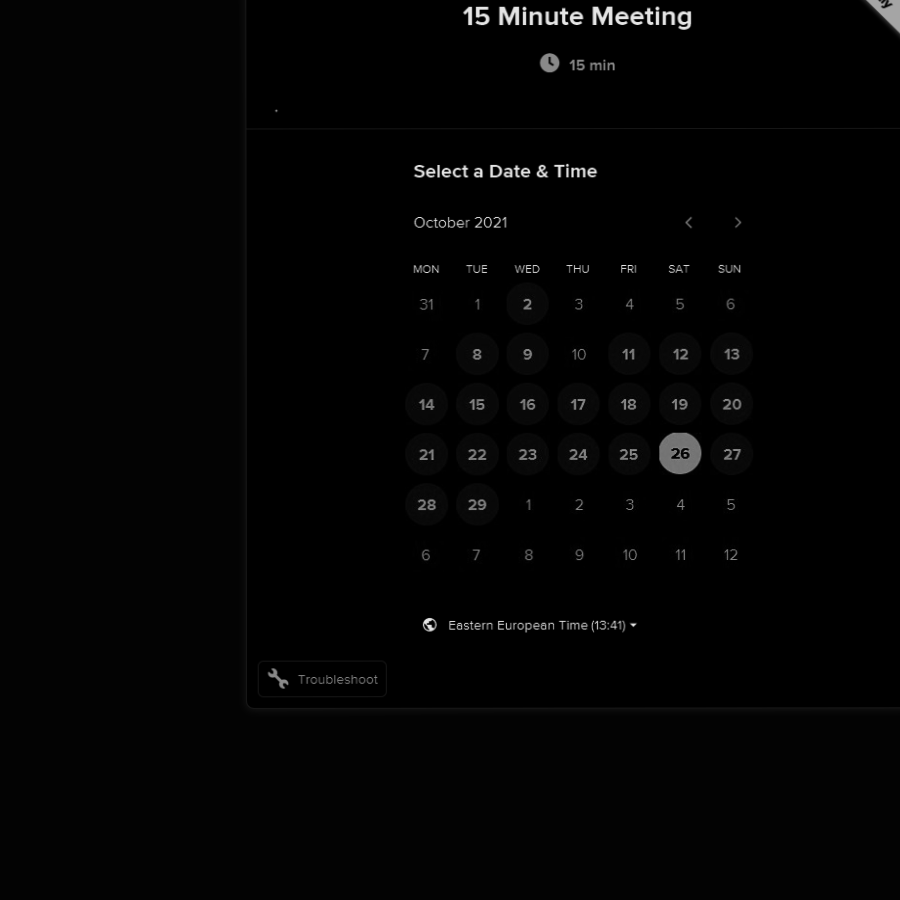 15 Minute Meeting
15 min
Select a Date & Time
October 2021
MON TUE WED THU FRI SAT SUN
31 1 2 3 4 5 6
7 8 9 10 11 12 13
14 15 16 17 18 19 20
21 22 23 24 25 26 27
28 29 1 2 3 4 5
6 7 8 9 10 11 12
Eastern European Time (13:41)
Troubleshoot